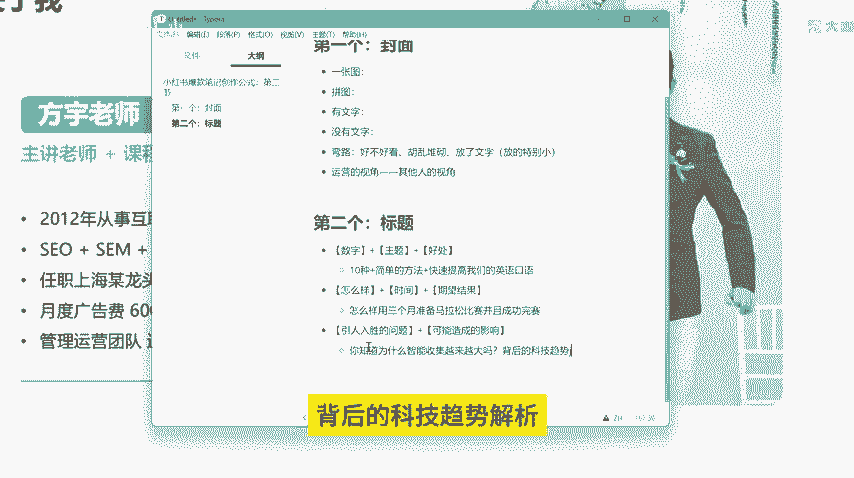 于我
方宇老师
主讲老师 + 课程
• 2012年从事互联
• SEO + SEM +
• 任职上海某龙头
• 月度广告费 600
• 管理运营团队
Untitled • - Typora
编辑(E) 段落(P) 格式(O) 视图(V) 主题(T) 帮助(H)
文件 大纲
小红书爆款笔记创作公式：第二
第一个：封面
第二个：标题
第一个：封面
• 一张图：
• 拼图：
• 有文字：
• 没有文字：
• 弯路：好不好看、胡乱堆砌、放了文字（放的特别小）
• 运营的视角——其他人的视角
第二个：标题
• 【数字】+【主题】+【好处】
○ 10种+简单的方法+快速提高我们的英语口语
• 【怎么样】+【时间】+【期望结果】
○ 怎么样用三个月准备马拉松比赛并且成功完赛
• 【引人入胜的问题】+【可能造成的影响】
○ 你知道为什么智能收集越来越大吗？背后的科技趋势
背后的科技趋势解析